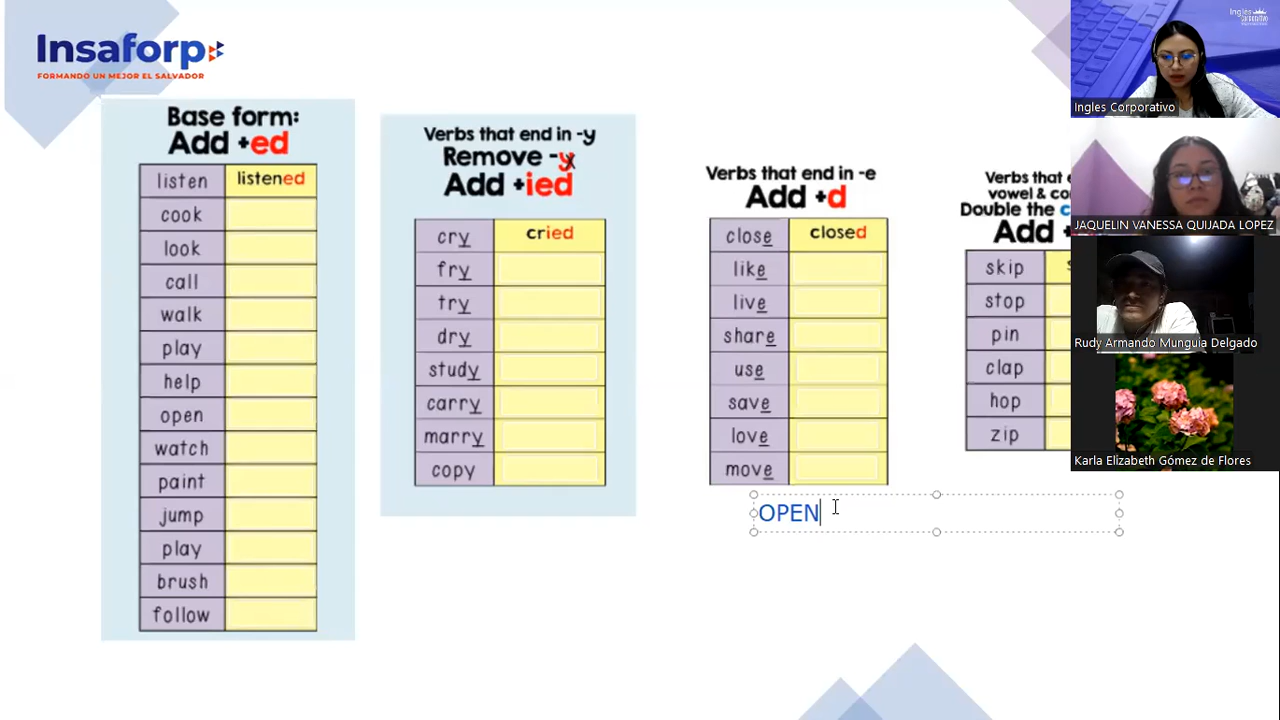 Insaforp
FORMANDO UN MEJOR EL SALVADOR
Base form:
Add +ed
listen listened
cook
look
call
walk
play
help
open
watch
paint
jump
play
brush
follow
Verbs that end in -y
Remove -y
Add +ied
cry cried
fry
try
dry
study
carry
marry
copy
Verbs that end in -e
Add +d
close closed
like
live
share
use
save
love
move
Verbs that e
vowel & co
Double the c
Add +
skip s
stop
pin
clap
hop
zip
OPEN
Ingles Corporativo
JAQUELIN VANESSA QUIJADA LOPEZ
Rudy Armando Munguia Delgado
Karla Elizabeth Gómez de Flores